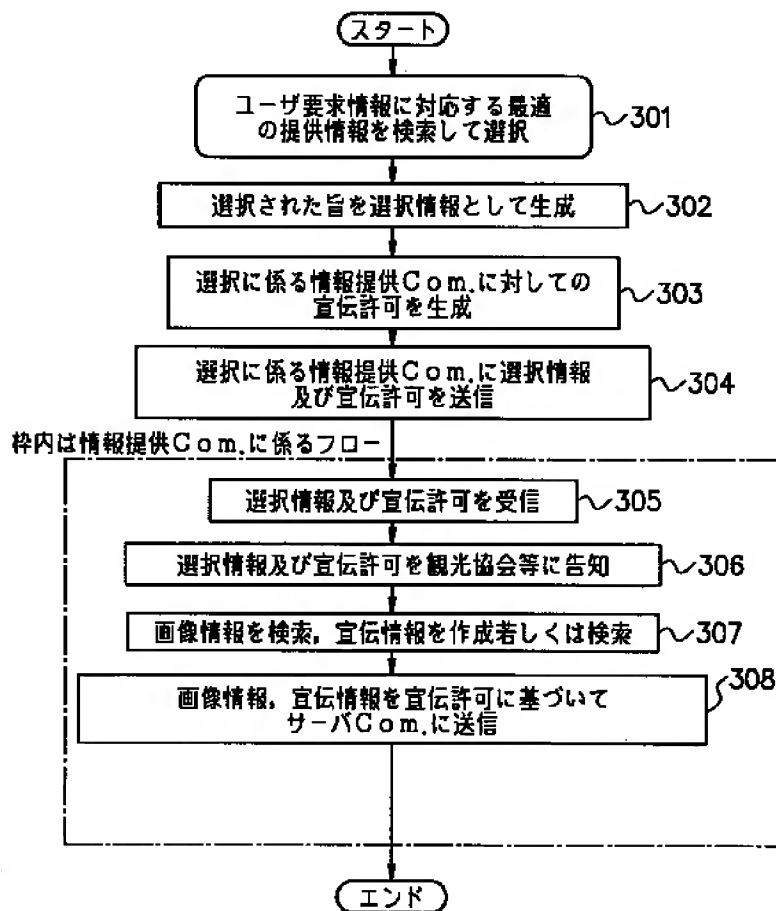 スタート
ユーザ要求情報に対応する最適
の提供情報を検索して選択
301
選択された旨を選択情報として生成
302
選択に係る情報提供Com.に対しての
宣伝許可を生成
303
選択に係る情報提供Com.に選択情報
及び宣伝許可を送信
304
枠内は情報提供Com.に係るフロー
選択情報及び宣伝許可を受信
305
選択情報及び宣伝許可を観光協会等に告知
306
画像情報を検索，宣伝情報を作成若しくは検索
307
画像情報，宣伝情報を宣伝許可に基づいて
サーバCom.に送信
308
エンド